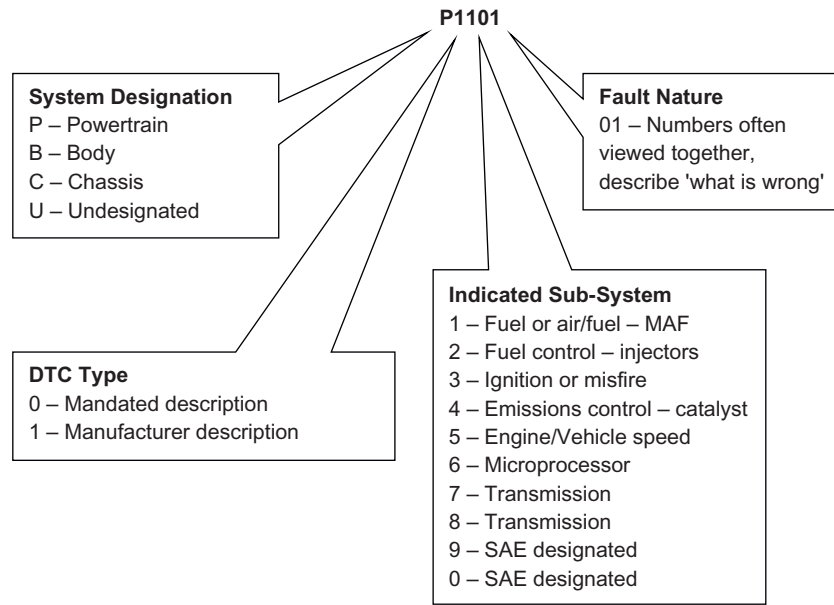 P1101
System Designation
P – Powertrain
B – Body
C – Chassis
U – Undesignated
Fault Nature
01 – Numbers often
viewed together,
describe 'what is wrong'
DTC Type
0 – Mandated description
1 – Manufacturer description
Indicated Sub-System
1 – Fuel or air/fuel – MAF
2 – Fuel control – injectors
3 – Ignition or misfire
4 – Emissions control – catalyst
5 – Engine/Vehicle speed
6 – Microprocessor
7 – Transmission
8 – Transmission
9 – SAE designated
0 – SAE designated